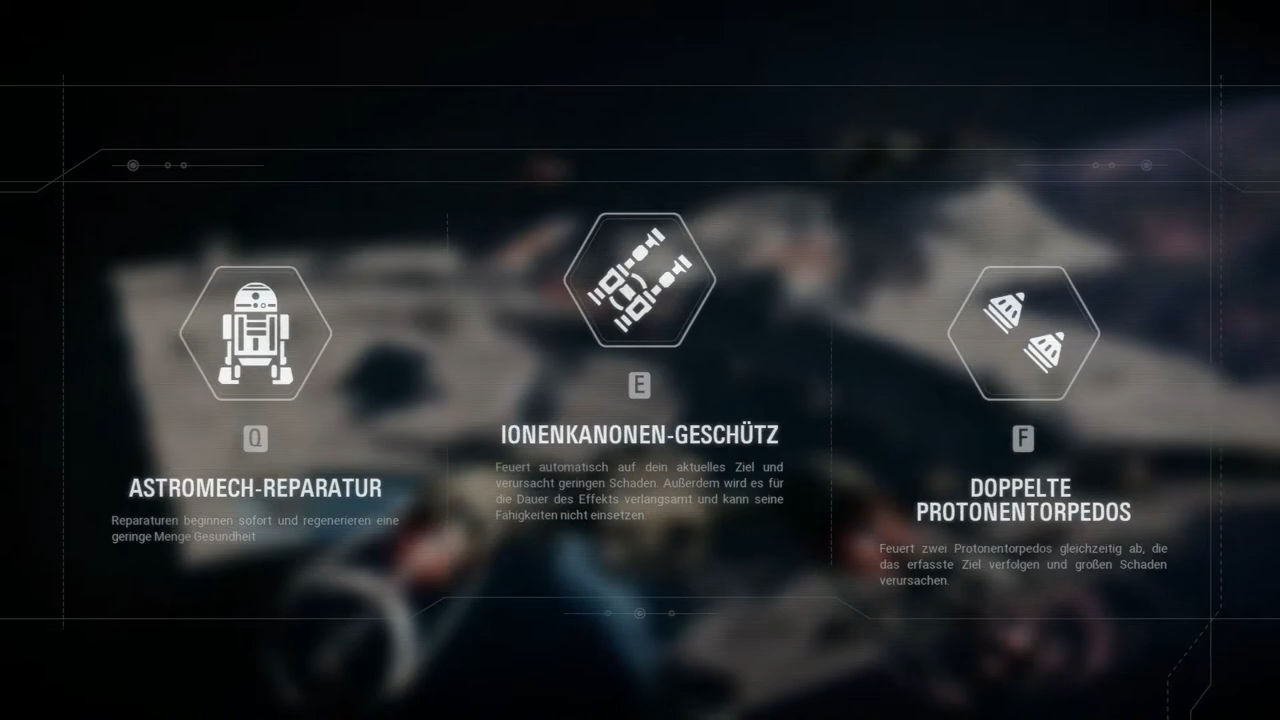 Q
ASTROMECH-REPARATUR
Reparaturen beginnen sofort und regenerieren eine
geringe Menge Gesundheit
E
IONENKANONEN-GESCHÜTZ
Feuert automatisch auf dein aktuelles Ziel und
verursacht geringen Schaden. Außerdem wird es für
die Dauer des Effekts verlangsamt und kann seine
Fähigkeiten nicht einsetzen.
F
DOPPELTE
PROTONENTORPEDOS
Feuert zwei Protonentorpedos gleichzeitig ab, die
das erfasste Ziel verfolgen und großen Schaden
verursachen.